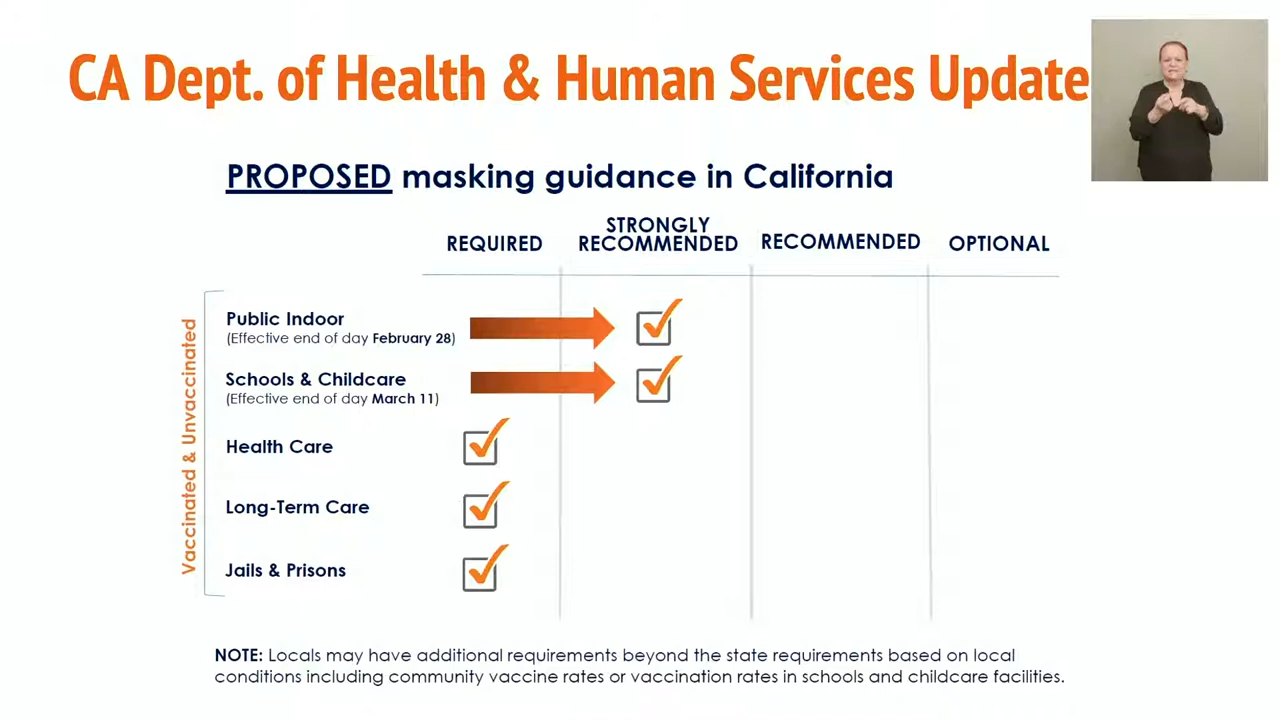 CA Dept. of Health & Human Services Update
PROPOSED masking guidance in California
REQUIRED
STRONGLY
RECOMMENDED
RECOMMENDED
OPTIONAL
Vaccinated & Unvaccinated
Public Indoor
(Effective end of day February 28)
Schools & Childcare
(Effective end of day March 11)
Health Care
Long-Term Care
Jails & Prisons
NOTE: Locals may have additional requirements beyond the state requirements based on local
conditions including community vaccine rates or vaccination rates in schools and childcare facilities.